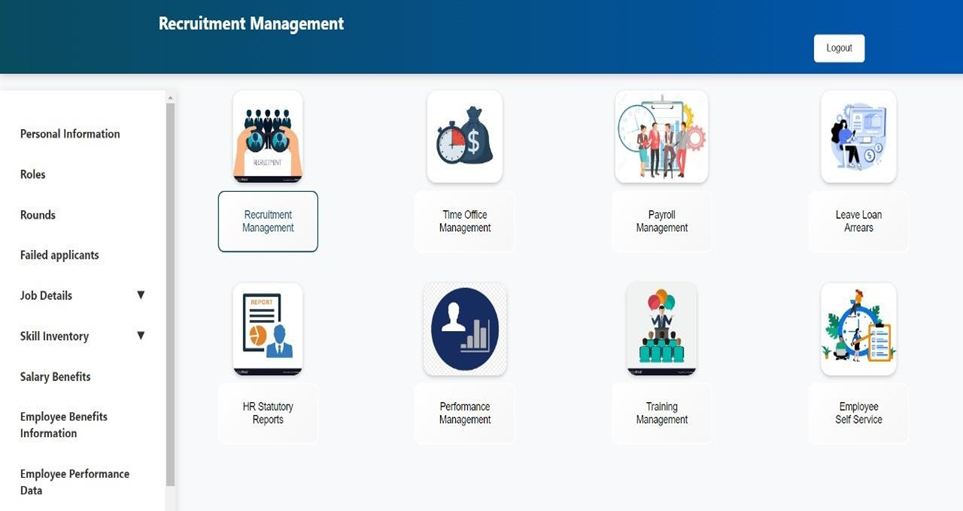 Recruitment Management
Logout
Personal Information
Roles
Rounds
Failed applicants
Job Details
Skill Inventory
Salary Benefits
Employee Benefits
Information
Employee Performance
Data
RECRUITMENT
Recruitment
Management
Time Office
Management
Payroll
Management
Leave Loan
Arrears
REPORT
HR Statutory
Reports
Performance
Management
Training
Management
Employee
Self Service